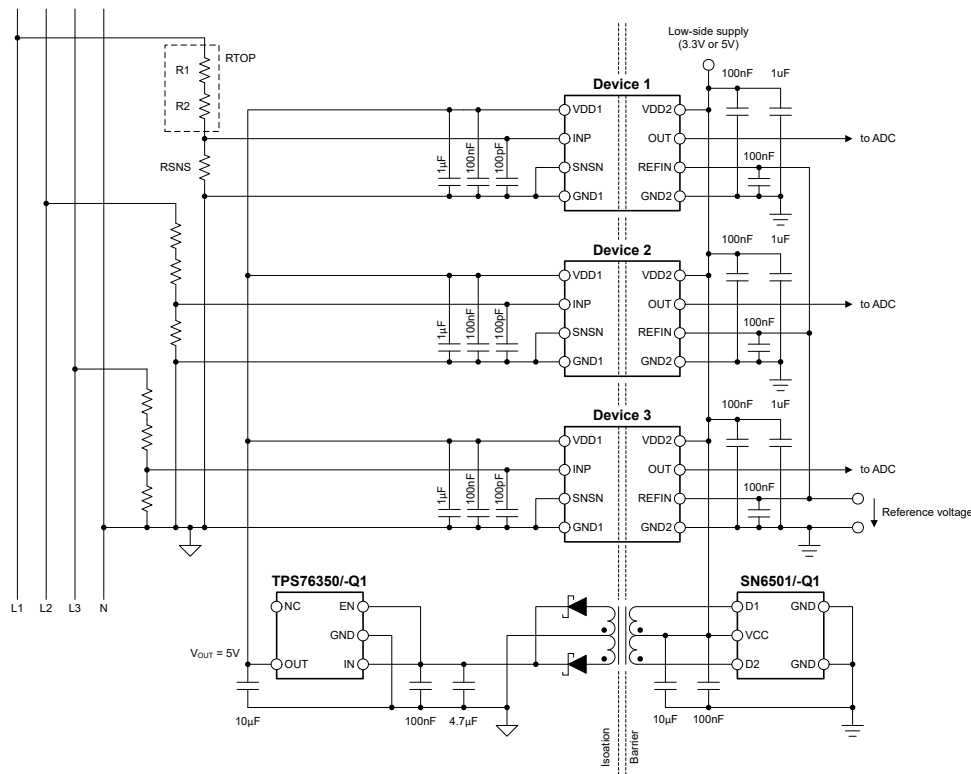 Low-side supply
(3.3V or 5V)
RTOP
R1
R2
RSNS
Device 1
100nF
1uF
VDD1
VDD2
INP
OUT
to ADC
SNSN
REFIN
100nF
GND1
GND2
1µF
100nF
100pF
Device 2
100nF
1uF
VDD1
VDD2
INP
OUT
to ADC
SNSN
REFIN
100nF
GND1
GND2
1µF
100nF
100pF
Device 3
100nF
1uF
VDD1
VDD2
INP
OUT
to ADC
SNSN
REFIN
100nF
GND1
GND2
1µF
100nF
100pF
Reference voltage
L1
L2
L3
N
TPS76350/-Q1
NC
EN
GND
OUT
IN
VOUT = 5V
10µF
100nF
4.7µF
SN6501/-Q1
D1
GND
VCC
D2
GND
10µF
100nF
Isoation
Barrier